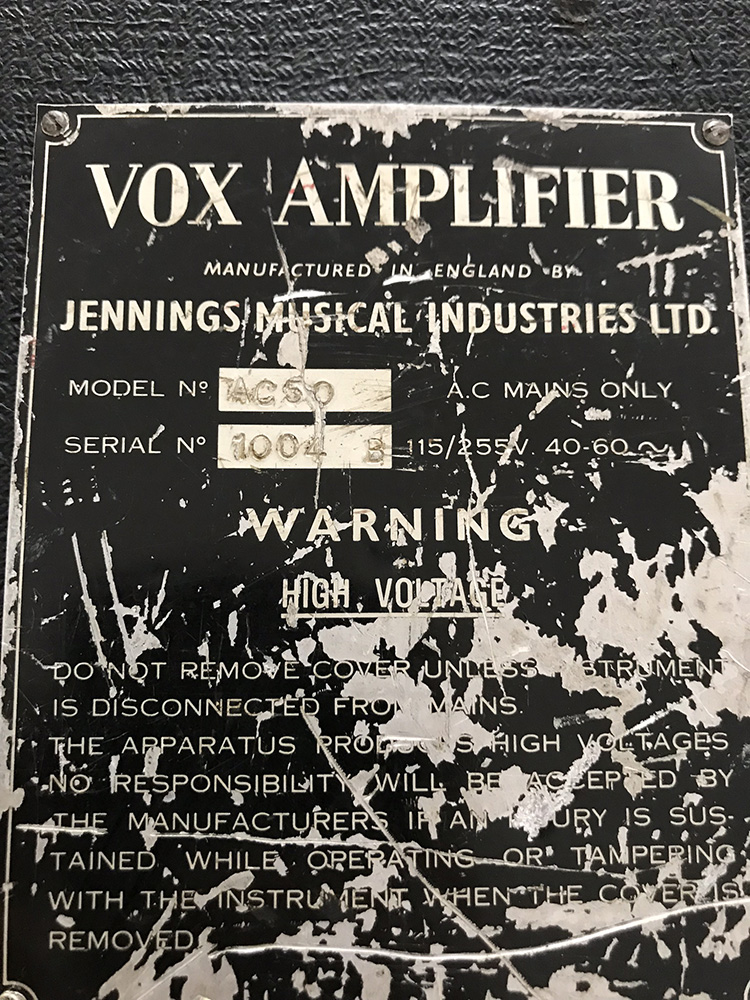 VOX AMPLIFIER
MANUFACTURED IN ENGLAND BY
JENNINGS MUSICAL INDUSTRIES LTD.
MODEL Nº AC50 A.C MAINS ONLY
SERIAL Nº 1004 B 115/255V. 40-60 ~
WARNING
HIGH VOLTAGE
DO NOT REMOVE COVER UNLESS INSTRUMENT
IS DISCONNECTED FROM MAINS.
THE APPARATUS PRODUCES HIGH VOLTAGES
NO RESPONSIBILITY WILL BE ACCEPTED BY
THE MANUFACTURERS IF AN INJURY IS SUS-
TAINED WHILE OPERATING OR TAMPERING
WITH THE INSTRUMENT WHEN THE COVER IS
REMOVED